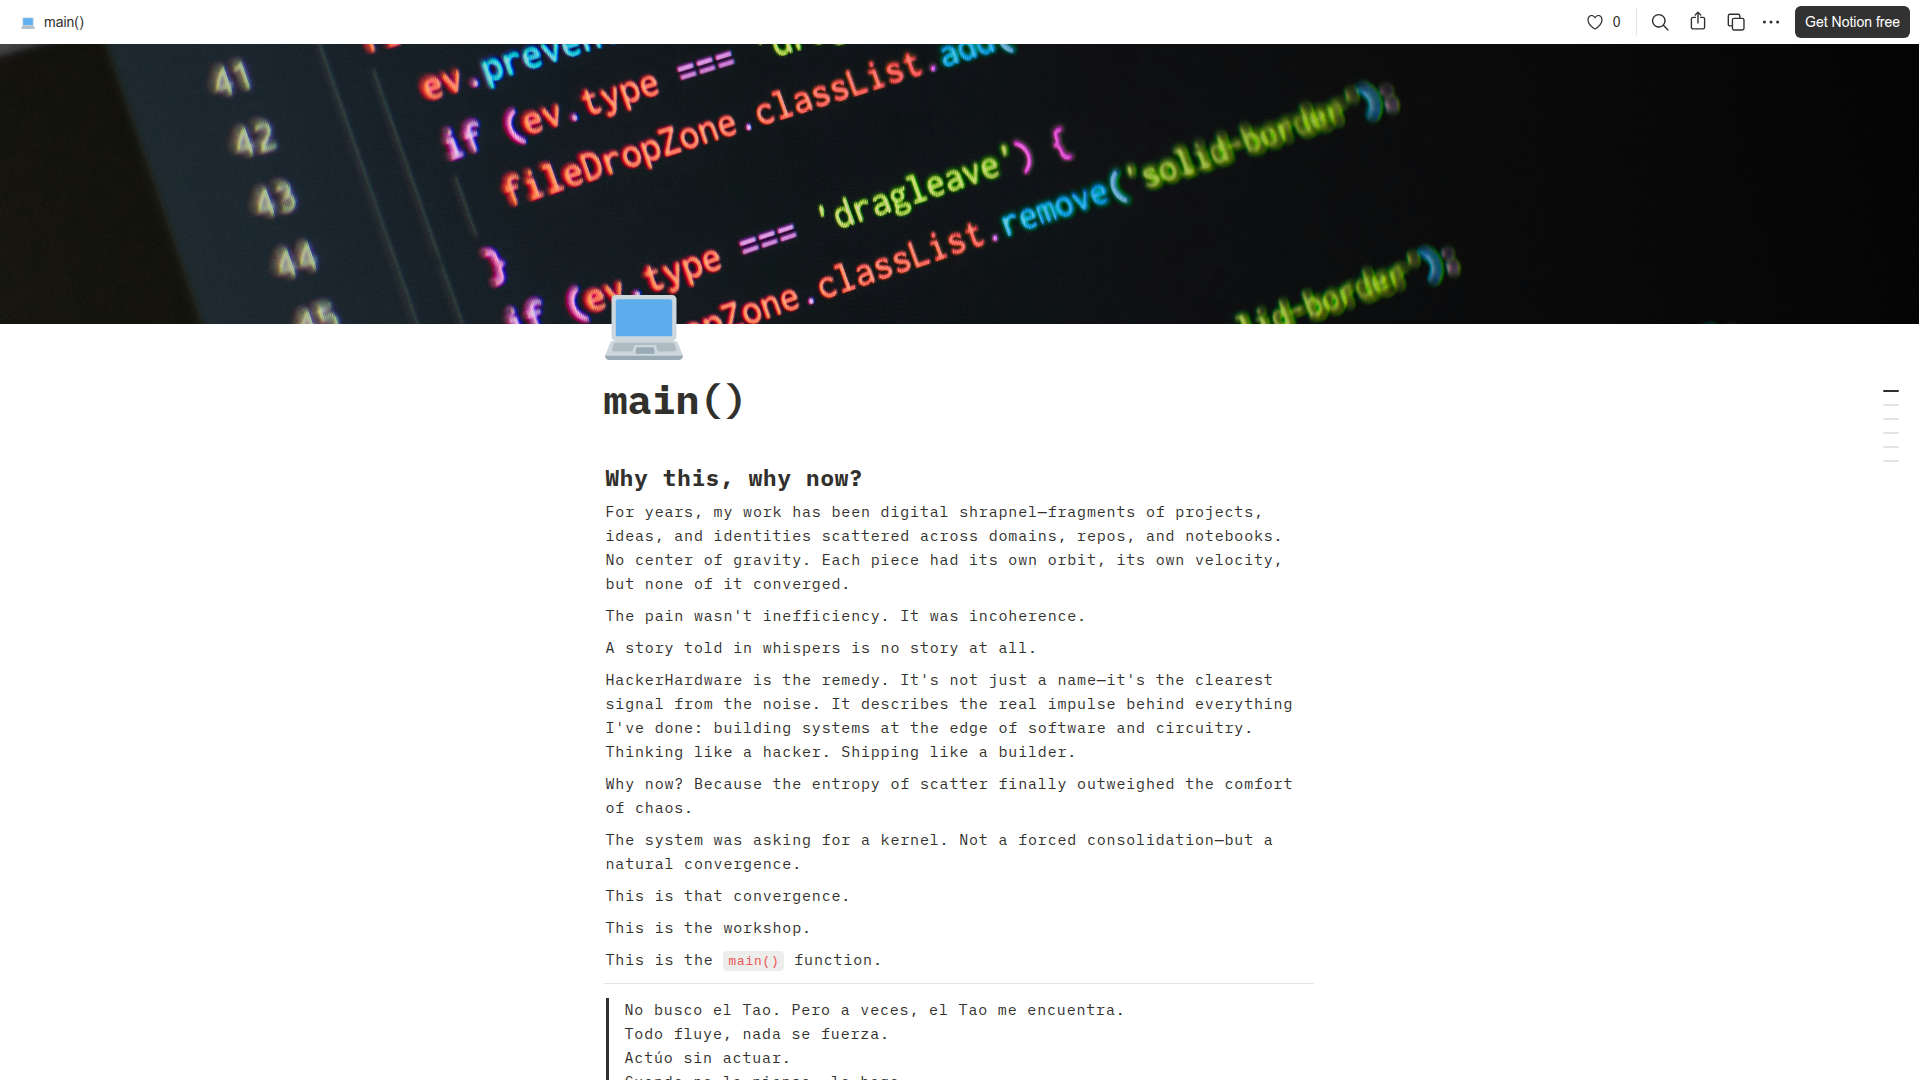 main()
0
Get Notion free
41
ev.preven
42
if (ev.type === 'drag
43
fileDropZone.classList.add(
44
}
45
if (ev.type === 'dragleave') {
opZone.classList.remove('solid-border');
lid-border');
main()
Why this, why now?
For years, my work has been digital shrapnel—fragments of projects,
ideas, and identities scattered across domains, repos, and notebooks.
No center of gravity. Each piece had its own orbit, its own velocity,
but none of it converged.
The pain wasn't inefficiency. It was incoherence.
A story told in whispers is no story at all.
HackerHardware is the remedy. It's not just a name—it's the clearest
signal from the noise. It describes the real impulse behind everything
I've done: building systems at the edge of software and circuitry.
Thinking like a hacker. Shipping like a builder.
Why now? Because the entropy of scatter finally outweighed the comfort
of chaos.
The system was asking for a kernel. Not a forced consolidation—but a
natural convergence.
This is that convergence.
This is the workshop.
This is the main() function.
No busco el Tao. Pero a veces, el Tao me encuentra.
Todo fluye, nada se fuerza.
Actúo sin actuar.